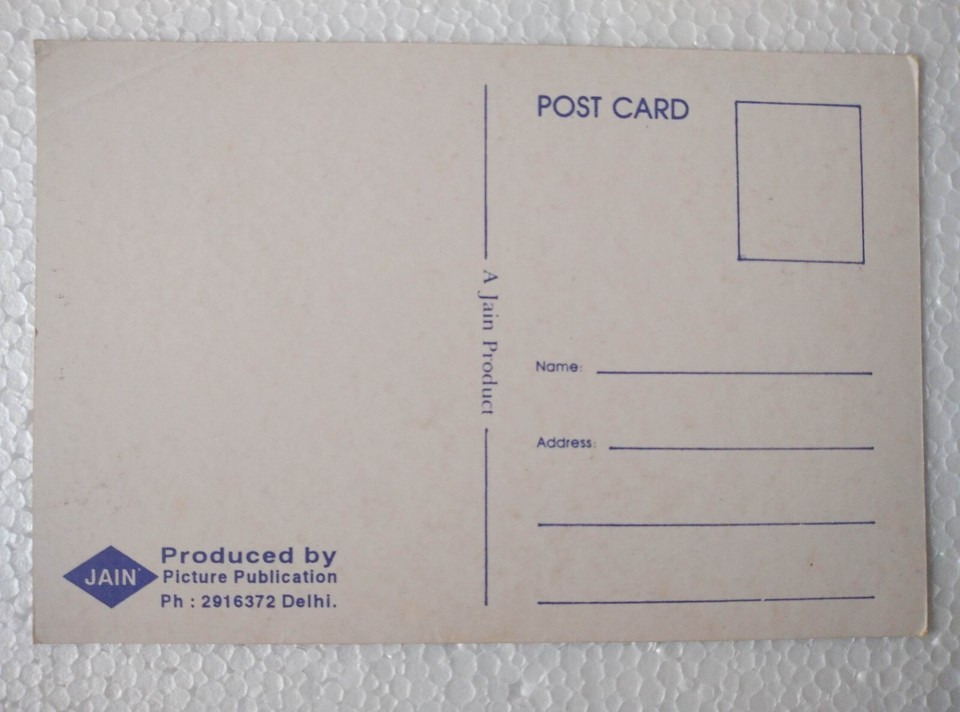 POST CARD
A Jain Product
Name:
Address:
JAIN
Produced by
Picture Publication
Ph : 2916372 Delhi.